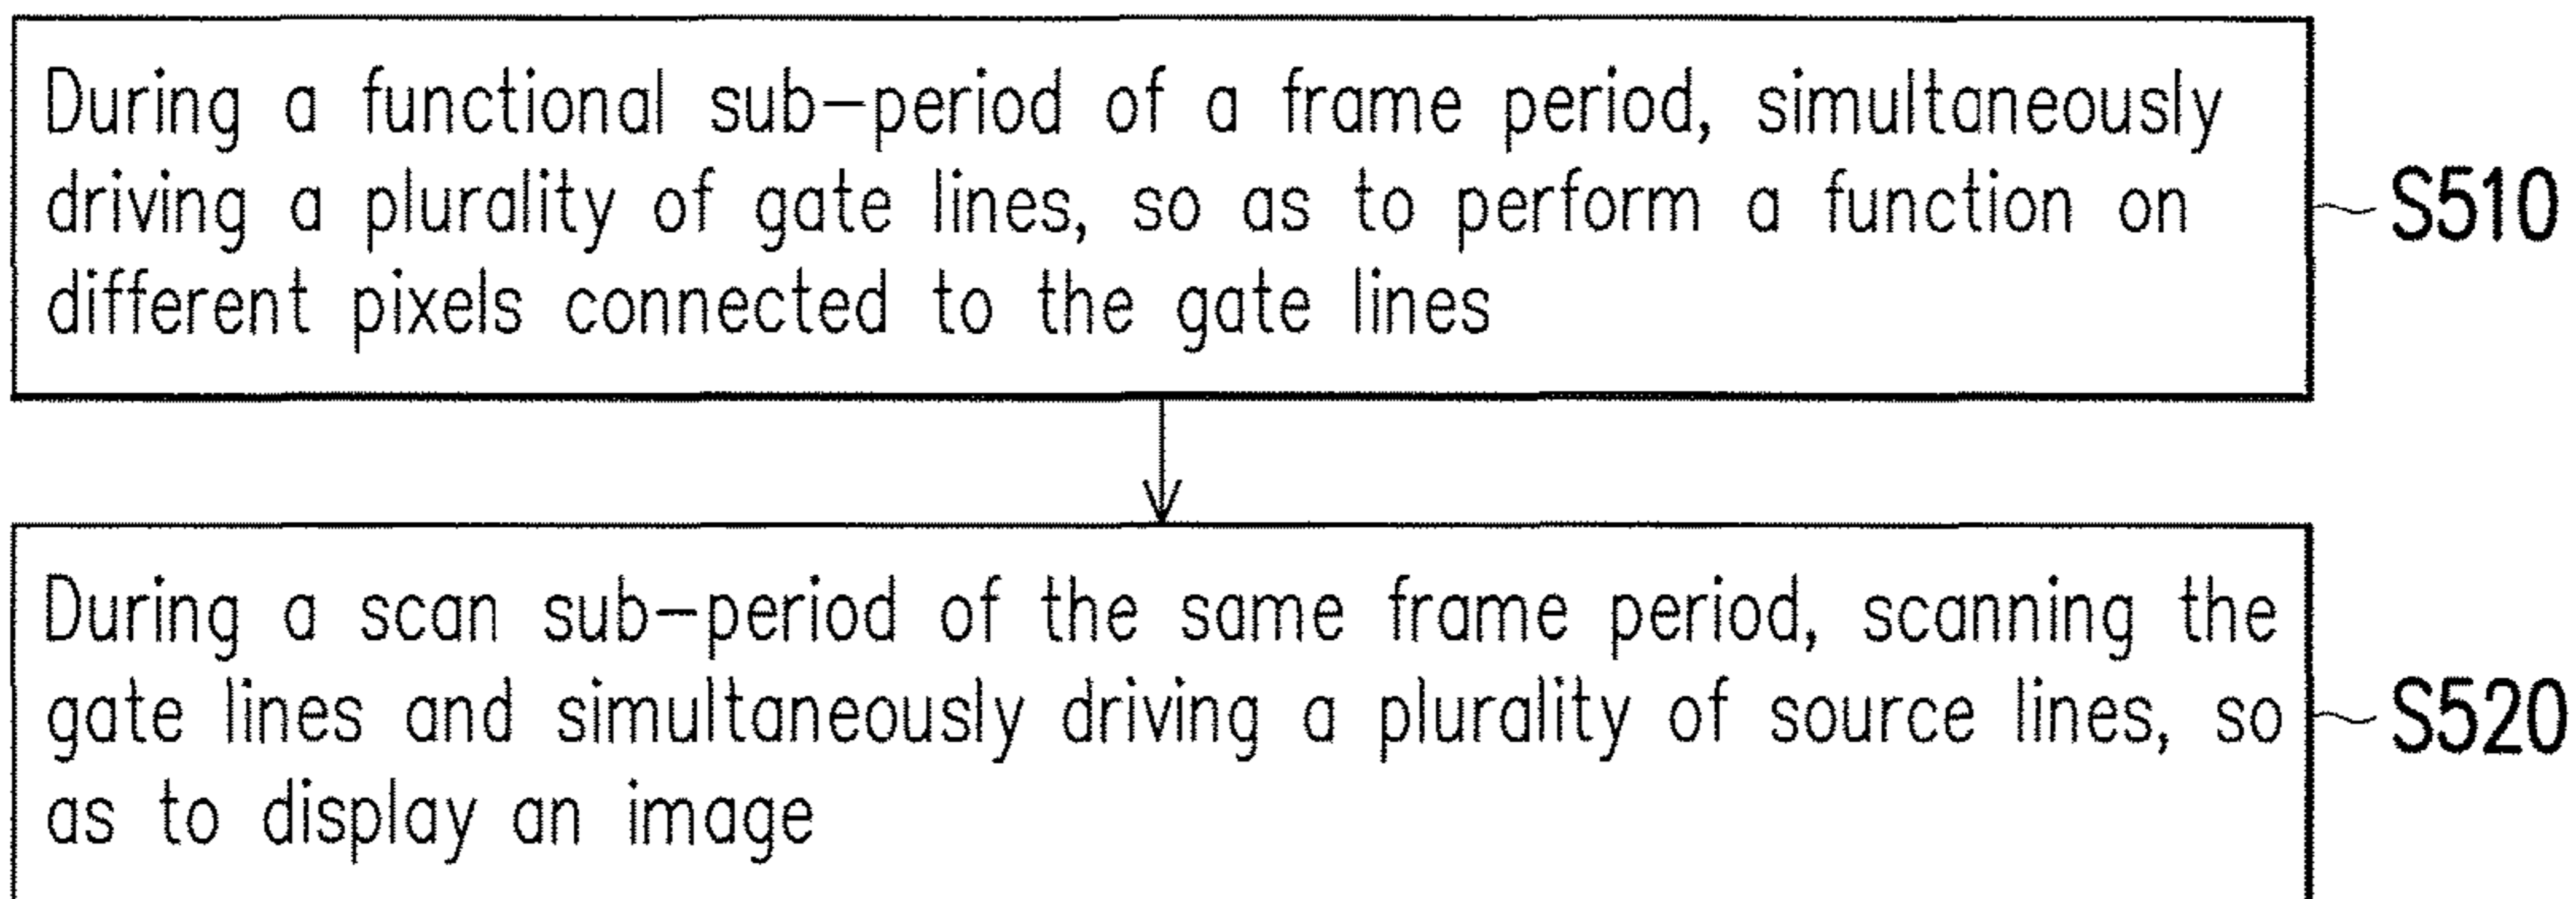 During a functional sub-period of a frame period, simultaneously
driving a plurality of gate lines, so as to perform a function on
different pixels connected to the gate lines
S510
During a scan sub-period of the same frame period, scanning the
gate lines and simultaneously driving a plurality of source lines, so
as to display an image
S520